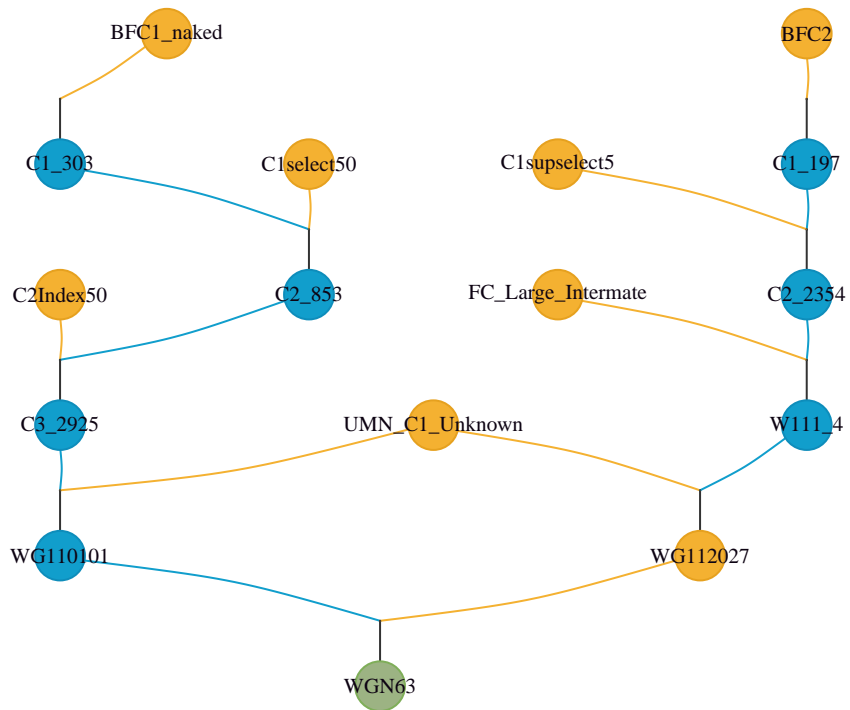 BFC1_naked
BFC2
C1_303
C1select50
C1supselect5
C1_197
C2Index50
C2_853
FC_Large_Intermate
C2_2354
C3_2925
UMN_C1_Unknown
W111_4
WG110101
WG112027
WGN63